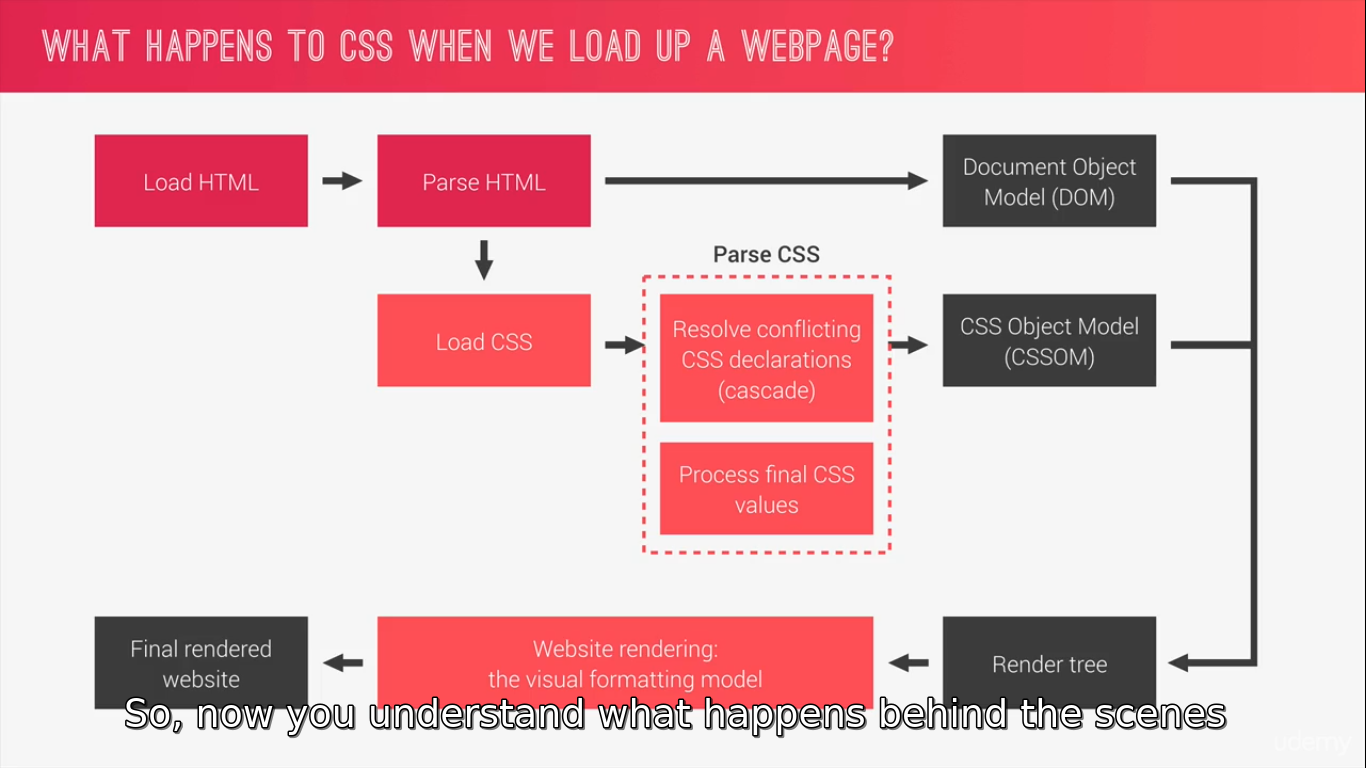 WHAT HAPPENS TO CSS WHEN WE LOAD UP A WEBPAGE?
Load HTML
Parse HTML
Document Object
Model (DOM)
Parse CSS
Load CSS
Resolve conflicting
CSS declarations
(cascade)
CSS Object Model
(CSSOM)
Process final CSS
values
Final rendered
website
Website rendering:
the visual formatting model
Render tree
So, now you understand what happens behind the scenes
udemy